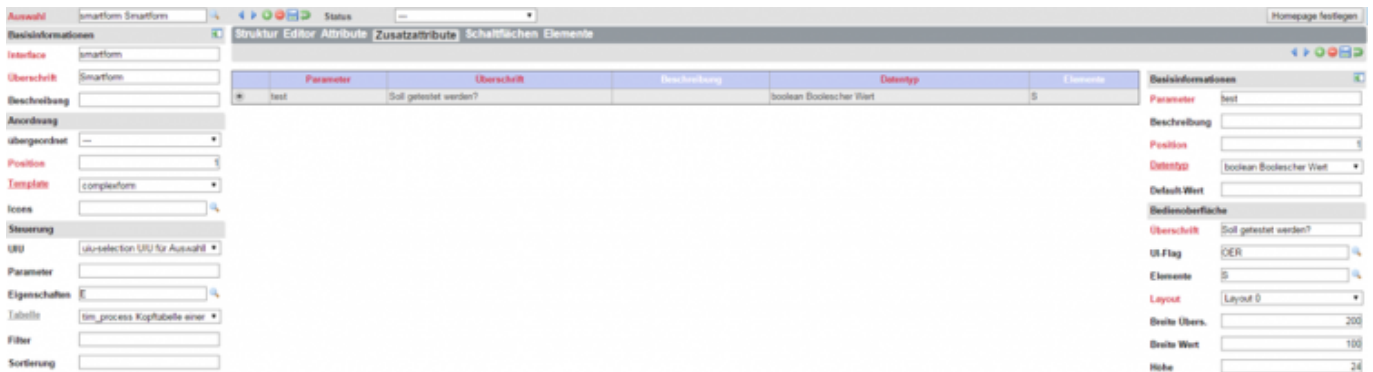 Auswahl smartform Smartform Status --- Homepage festlegen
Basisinformationen
Interface smartform
Überschrift Smartform
Beschreibung
Anordnung
übergeordnet ---
Position 1
Template complexform
Icons
Steuerung
UIU uiu-selection UIU für Auswahl
Parameter
Eigenschaften E
Tabelle tim_process Kopftabelle einer
Filter
Sortierung
Struktur Editor Attribute Zusatzattribute Schaltflächen Elemente
Parameter Überschrift Beschreibung Datentyp Elemente
test Soll getestet werden? boolean Boolescher Wert S
Basisinformationen
Parameter test
Beschreibung
Position 1
Datentyp boolean Boolescher Wert
Default-Wert
Bedienoberfläche
Überschrift Soll getestet werden?
UI-Flag OER
Elemente S
Layout Layout 0
Breite Übers. 200
Breite Wert 100
Höhe 24